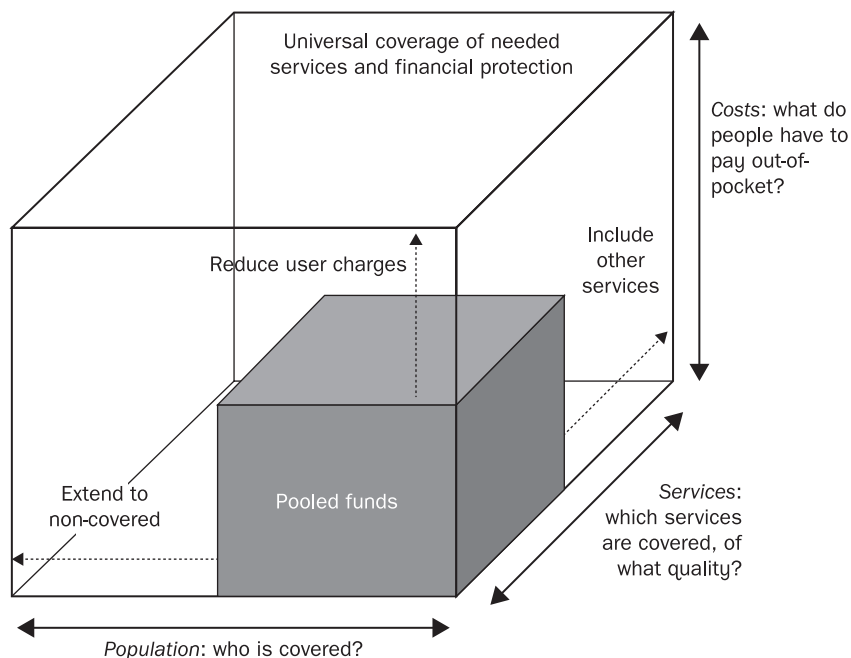 Universal coverage of needed
services and financial protection
Costs: what do
people have to
pay out-of-
pocket?
Include
other
services
Reduce user charges
Extend to
non-covered
Pooled funds
Services:
which services
are covered, of
what quality?
Population: who is covered?